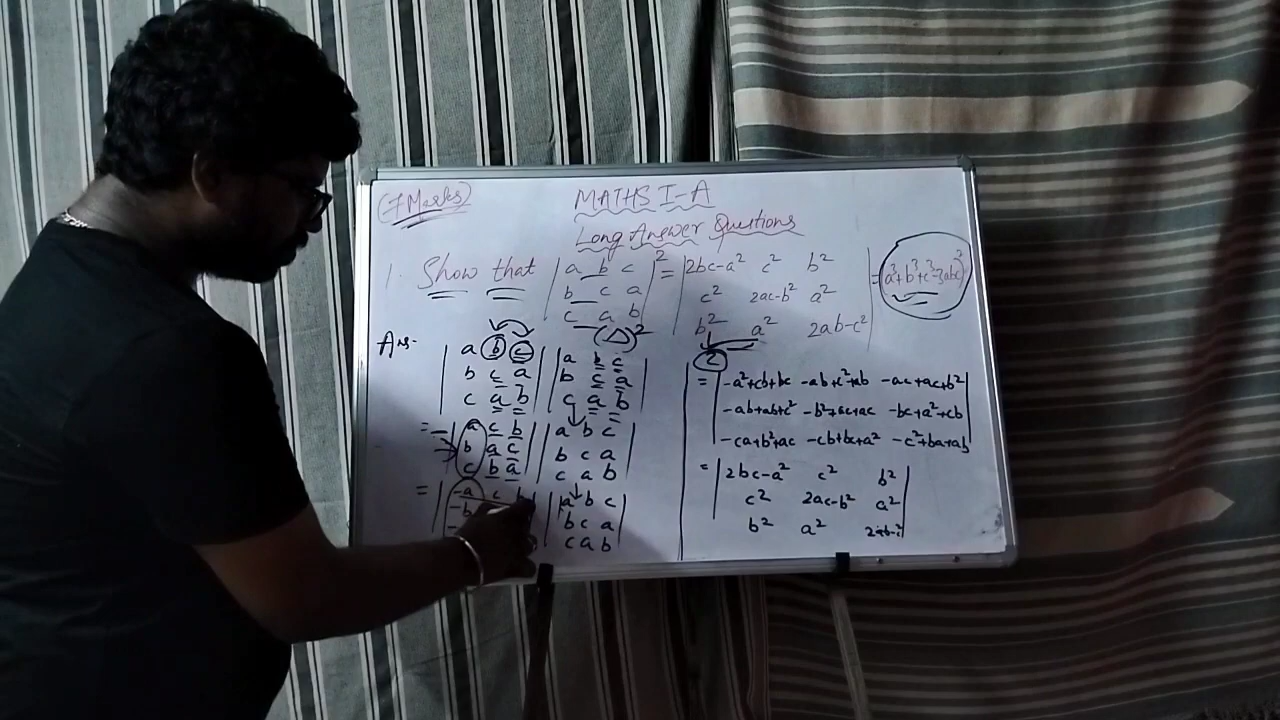 (7 Marks)
MATHS I-A
Long Answer Questions
1. Show that | a b c |² = | 2bc-a² c² b² | = (a³+b³+c³-3abc)²
| b c a | | c² 2ac-b² a² |
| c a b | | b² a² 2ab-c² |
Ans- (△)²
| a b c | | a b c |
| b c a | | b c a |
| c a b | | c a b |
= - | a c b | | a b c |
| b a c | | b c a |
| c b a | | c a b |
= | -a c b | | a b c |
| -b | b c a |
| - | c a b |
= | -a²+cb+bc -ab+c²+ab -ac+ac+b² |
| -ab+ab+c² -b²+ac+ac -bc+a²+cb |
| -ca+b²+ac -cb+bc+a² -c²+ba+ab |
= | 2bc-a² c² b² |
| c² 2ac-b² a² |
| b² a² 2ab-c² |